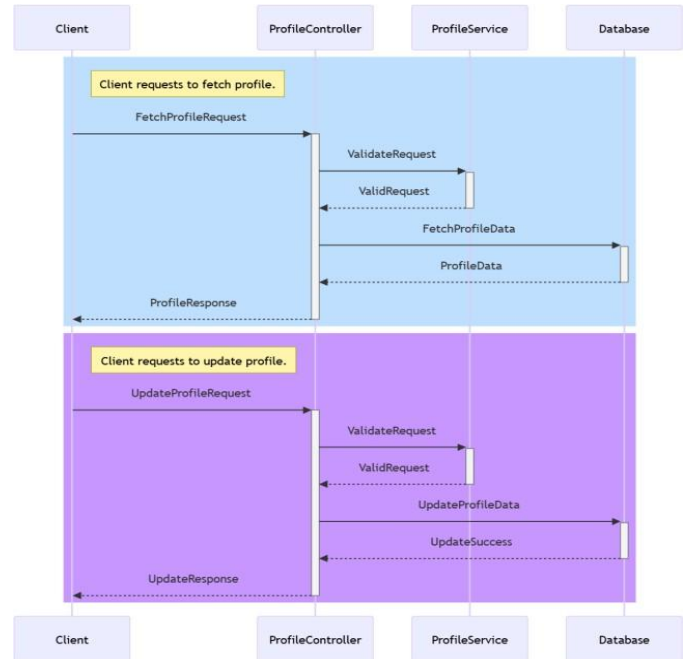 Client
ProfileController
ProfileService
Database
Client requests to fetch profile.
FetchProfileRequest
ValidateRequest
ValidRequest
FetchProfileData
ProfileData
ProfileResponse
Client requests to update profile.
UpdateProfileRequest
ValidateRequest
ValidRequest
UpdateProfileData
UpdateSuccess
UpdateResponse
Client
ProfileController
ProfileService
Database